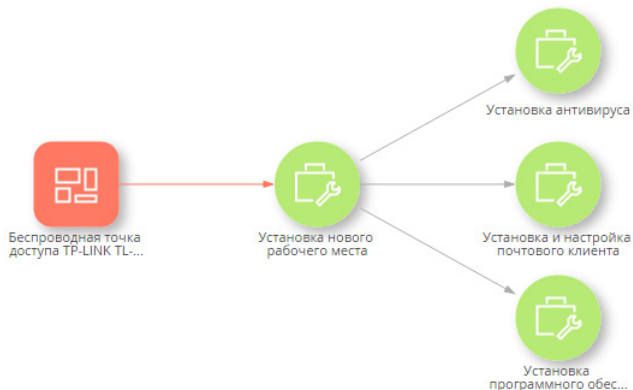 Установка антивируса
Беспроводная точка
доступа TP-LINK TL-...
Установка нового
рабочего места
Установка и настройка
почтового клиента
Установка
программного обес...